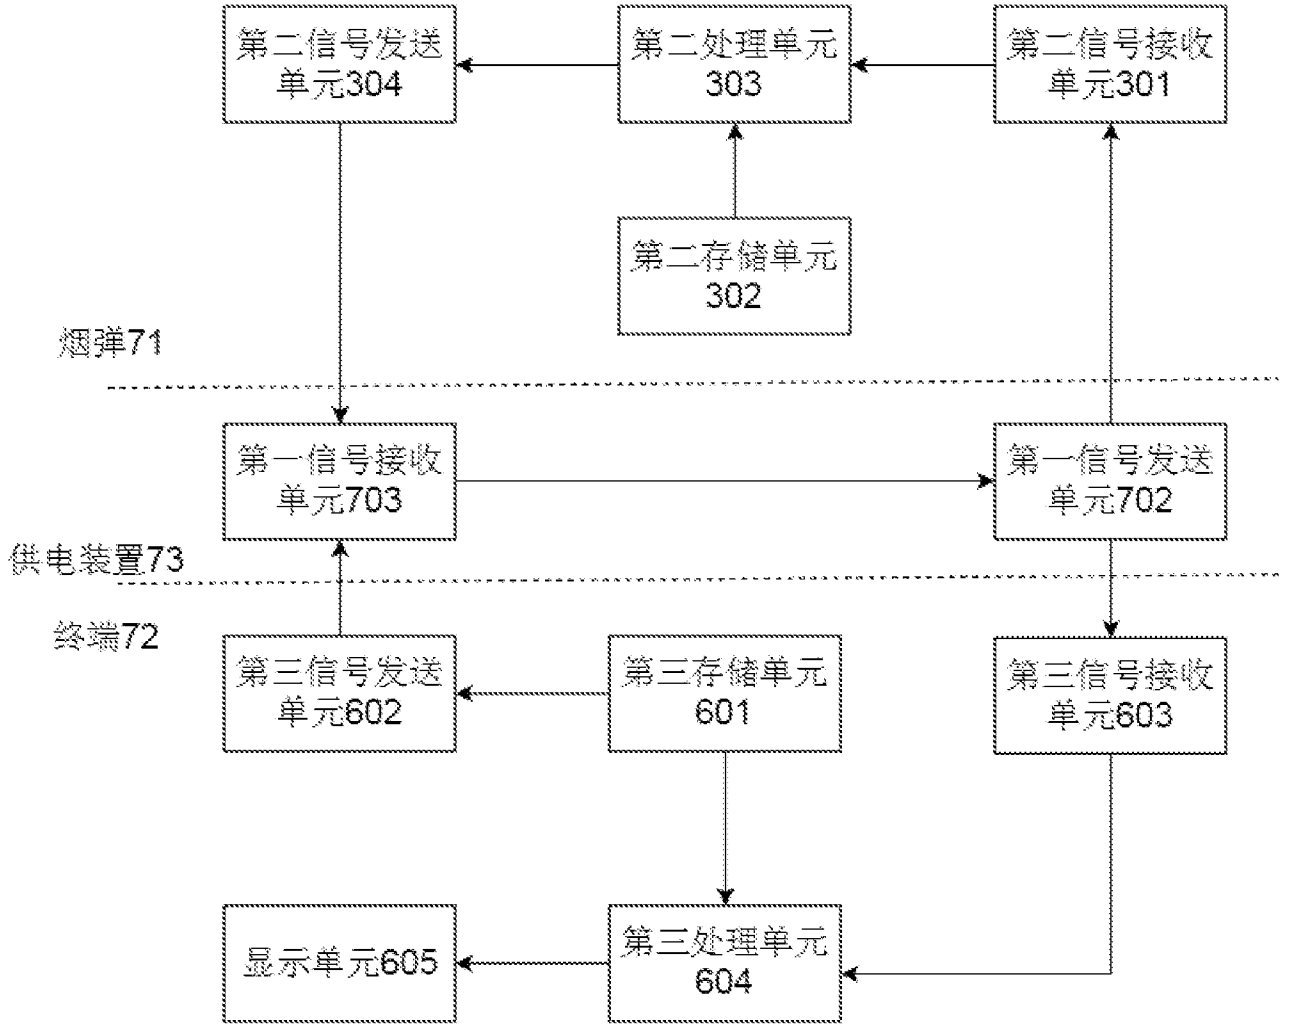 第二信号发送
单元304
第二处理单元
303
第二信号接收
单元301
第二存储单元
302
烟弹71
第一信号接收
单元703
第一信号发送
单元702
供电装置73
终端72
第三信号发送
单元602
第三存储单元
601
第三信号接收
单元603
显示单元605
第三处理单元
604